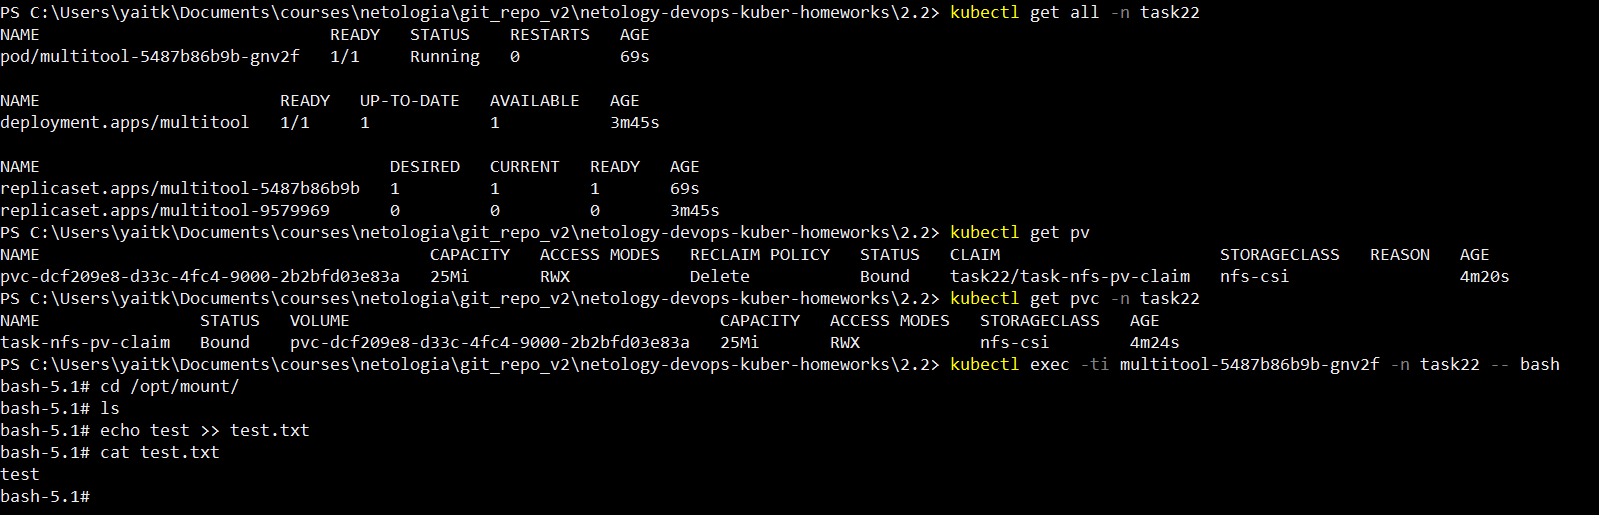 PS C:\Users\yaitk\Documents\courses\netologia\git_repo_v2\netology-devops-kuber-homeworks\2.2> kubectl get all -n task22
NAME                             READY   STATUS    RESTARTS   AGE
pod/multitool-5487b86b9b-gnv2f   1/1     Running   0          69s

NAME                        READY   UP-TO-DATE   AVAILABLE   AGE
deployment.apps/multitool   1/1     1            1           3m45s

NAME                                   DESIRED   CURRENT   READY   AGE
replicaset.apps/multitool-5487b86b9b   1         1         1       69s
replicaset.apps/multitool-9579969      0         0         0       3m45s
PS C:\Users\yaitk\Documents\courses\netologia\git_repo_v2\netology-devops-kuber-homeworks\2.2> kubectl get pv
NAME                                       CAPACITY   ACCESS MODES   RECLAIM POLICY   STATUS   CLAIM                      STORAGECLASS   REASON   AGE
pvc-dcf209e8-d33c-4fc4-9000-2b2bfd03e83a   25Mi       RWX            Delete           Bound    task22/task-nfs-pv-claim   nfs-csi                 4m20s
PS C:\Users\yaitk\Documents\courses\netologia\git_repo_v2\netology-devops-kuber-homeworks\2.2> kubectl get pvc -n task22
NAME                STATUS   VOLUME                                     CAPACITY   ACCESS MODES   STORAGECLASS   AGE
task-nfs-pv-claim   Bound    pvc-dcf209e8-d33c-4fc4-9000-2b2bfd03e83a   25Mi       RWX            nfs-csi        4m24s
PS C:\Users\yaitk\Documents\courses\netologia\git_repo_v2\netology-devops-kuber-homeworks\2.2> kubectl exec -ti multitool-5487b86b9b-gnv2f -n task22 -- bash
bash-5.1# cd /opt/mount/
bash-5.1# ls
bash-5.1# echo test >> test.txt
bash-5.1# cat test.txt
test
bash-5.1#